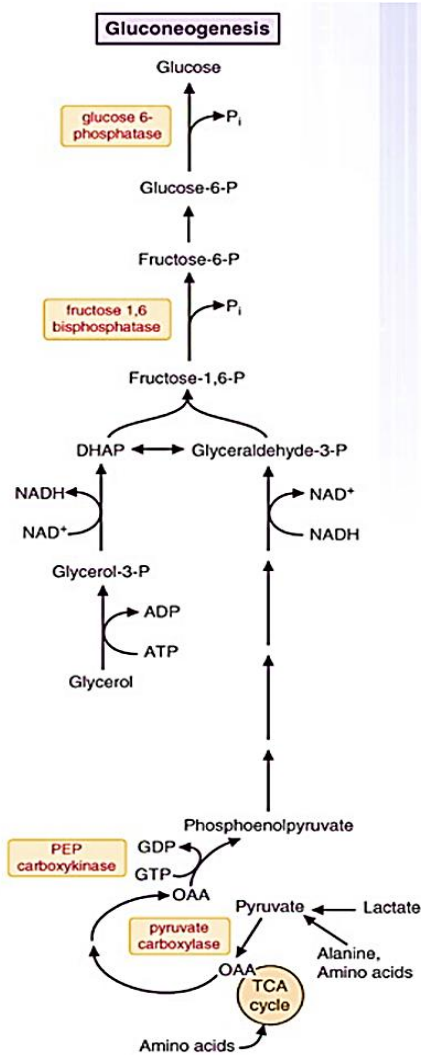 Gluconeogenesis
Glucose
glucose 6-
phosphatase
Pi
Glucose-6-P
Fructose-6-P
fructose 1,6
bisphosphatase
Pi
Fructose-1,6-P
DHAP
Glyceraldehyde-3-P
NADH
NAD+
NAD+
NADH
Glycerol-3-P
ADP
ATP
Glycerol
Phosphoenolpyruvate
PEP
carboxykinase
GDP
GTP
OAA
pyruvate
carboxylase
Pyruvate
Lactate
Alanine,
Amino acids
OAA
TCA
cycle
Amino acids